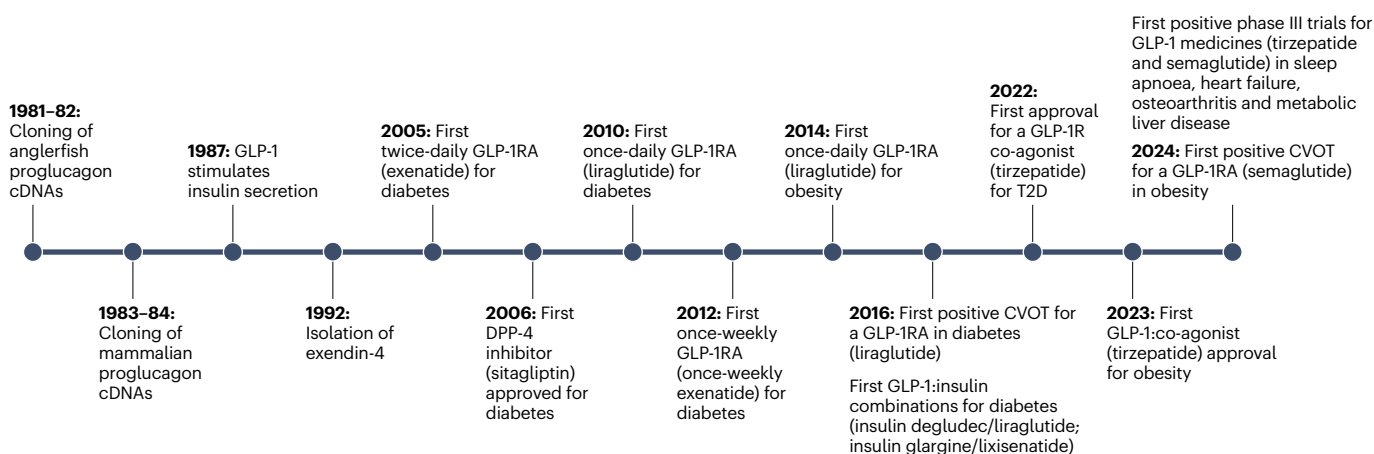 1981–82:
Cloning of
anglerfish
proglucagon
cDNAs
1983–84:
Cloning of
mammalian
proglucagon
cDNAs
1987: GLP-1
stimulates
insulin secretion
1992:
Isolation of
exendin-4
2005: First
twice-daily GLP-1RA
(exenatide) for
diabetes
2006: First
DPP-4
inhibitor
(sitagliptin)
approved for
diabetes
2010: First
once-daily GLP-1RA
(liraglutide) for
diabetes
2012: First
once-weekly
GLP-1RA
(once-weekly
exenatide) for
diabetes
2014: First
once-daily GLP-1RA
(liraglutide) for
obesity
2016: First positive CVOT for
a GLP-1RA in diabetes
(liraglutide)
First GLP-1:insulin
combinations for diabetes
(insulin degludec/liraglutide;
insulin glargine/lixisenatide)
2022:
First approval
for a GLP-1R
co-agonist
(tirzepatide)
for T2D
2023: First
GLP-1:co-agonist
(tirzepatide) approval
for obesity
First positive phase III trials for
GLP-1 medicines (tirzepatide
and semaglutide) in sleep
apnoea, heart failure,
osteoarthritis and metabolic
liver disease
2024: First positive CVOT
for a GLP-1RA (semaglutide)
in obesity